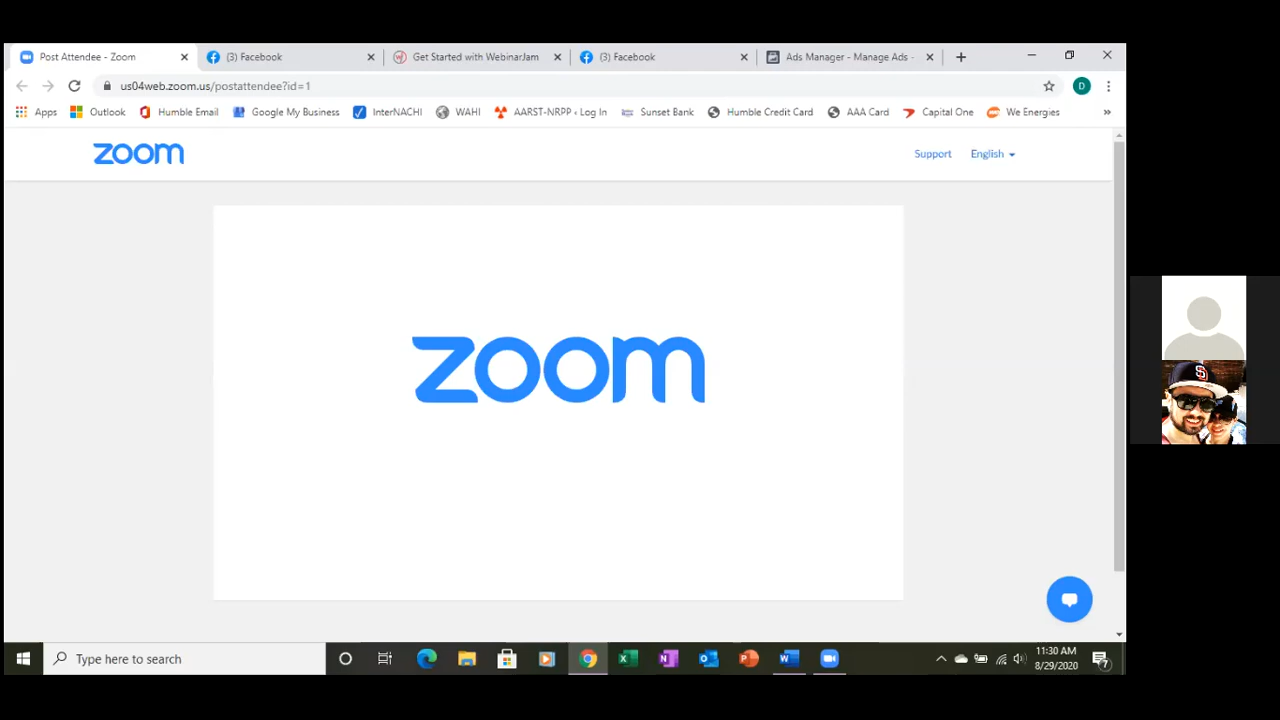 Post Attendee - Zoom
(3) Facebook
Get Started with WebinarJam
(3) Facebook
Ads Manager - Manage Ads -
us04web.zoom.us/postattendee?id=1
D
Apps
Outlook
Humble Email
Google My Business
InterNACHI
WAHI
AARST-NRPP ‹ Log In
Sunset Bank
Humble Credit Card
AAA Card
Capital One
We Energies
»
zoom
Support
English
zoom
Type here to search
11:30 AM
8/29/2020
7